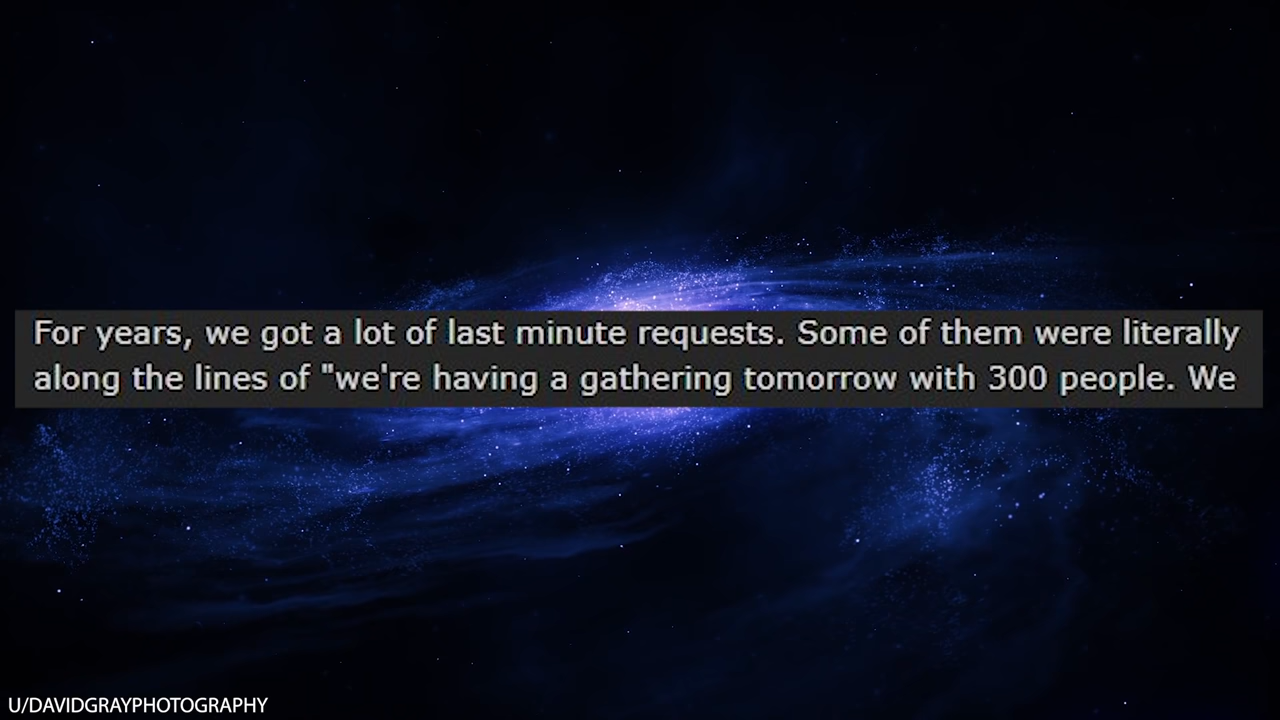 For years, we got a lot of last minute requests. Some of them were literally
along the lines of "we're having a gathering tomorrow with 300 people. We
U/DAVIDGRAYPHOTOGRAPHY